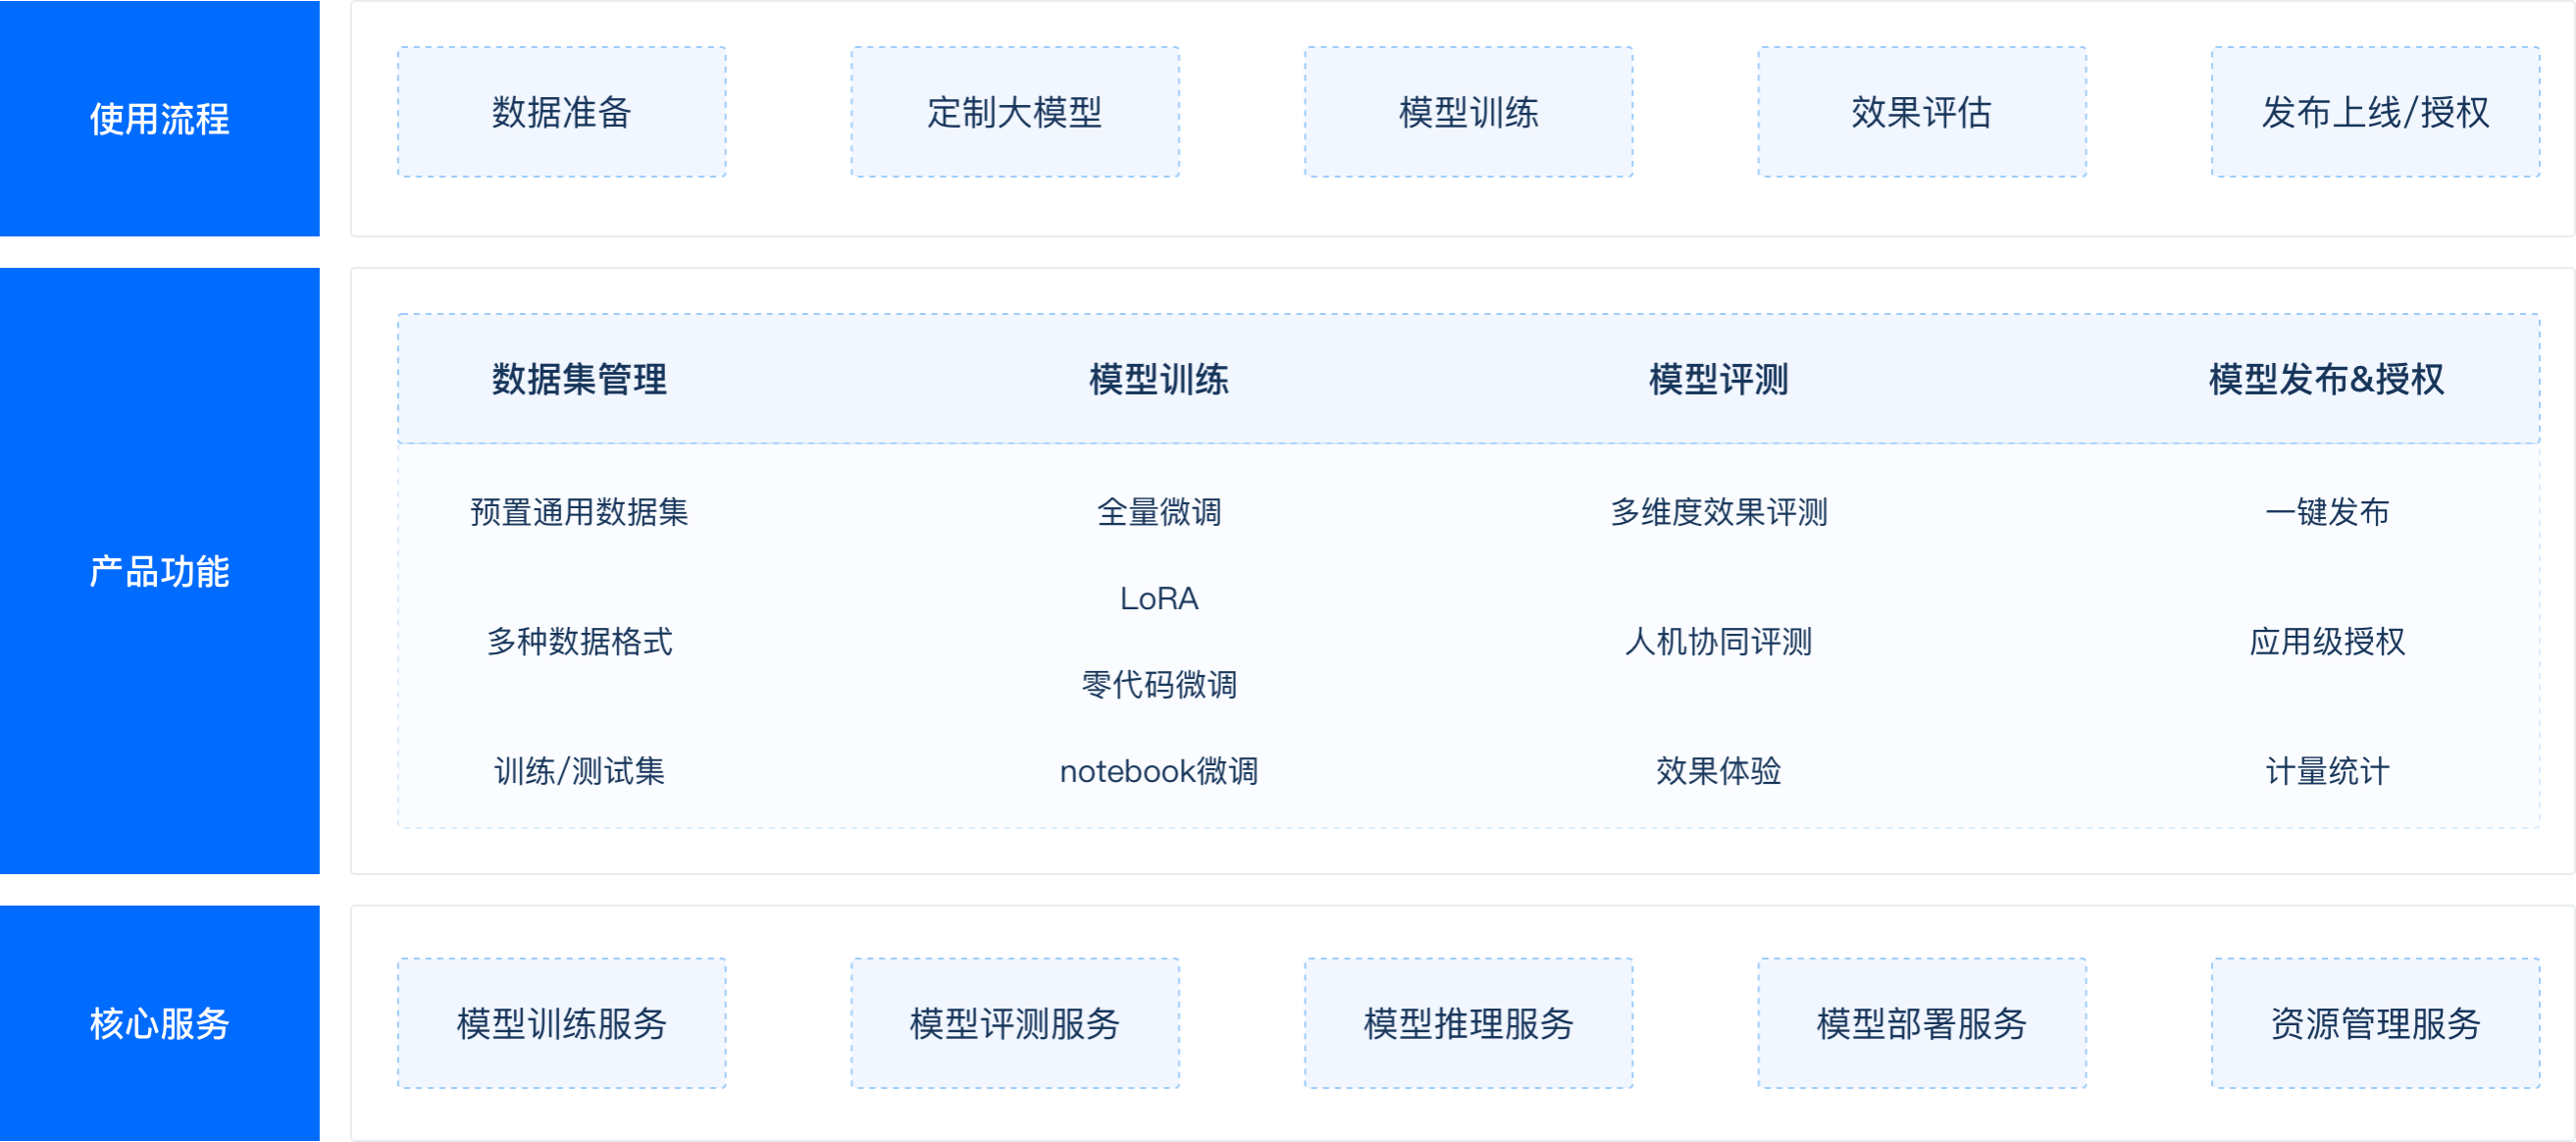 使用流程
数据准备
定制大模型
模型训练
效果评估
发布上线/授权
产品功能
数据集管理
模型训练
模型评测
模型发布&授权
预置通用数据集
多种数据格式
训练/测试集
全量微调
LoRA
零代码微调
notebook微调
多维度效果评测
人机协同评测
效果体验
一键发布
应用级授权
计量统计
核心服务
模型训练服务
模型评测服务
模型推理服务
模型部署服务
资源管理服务